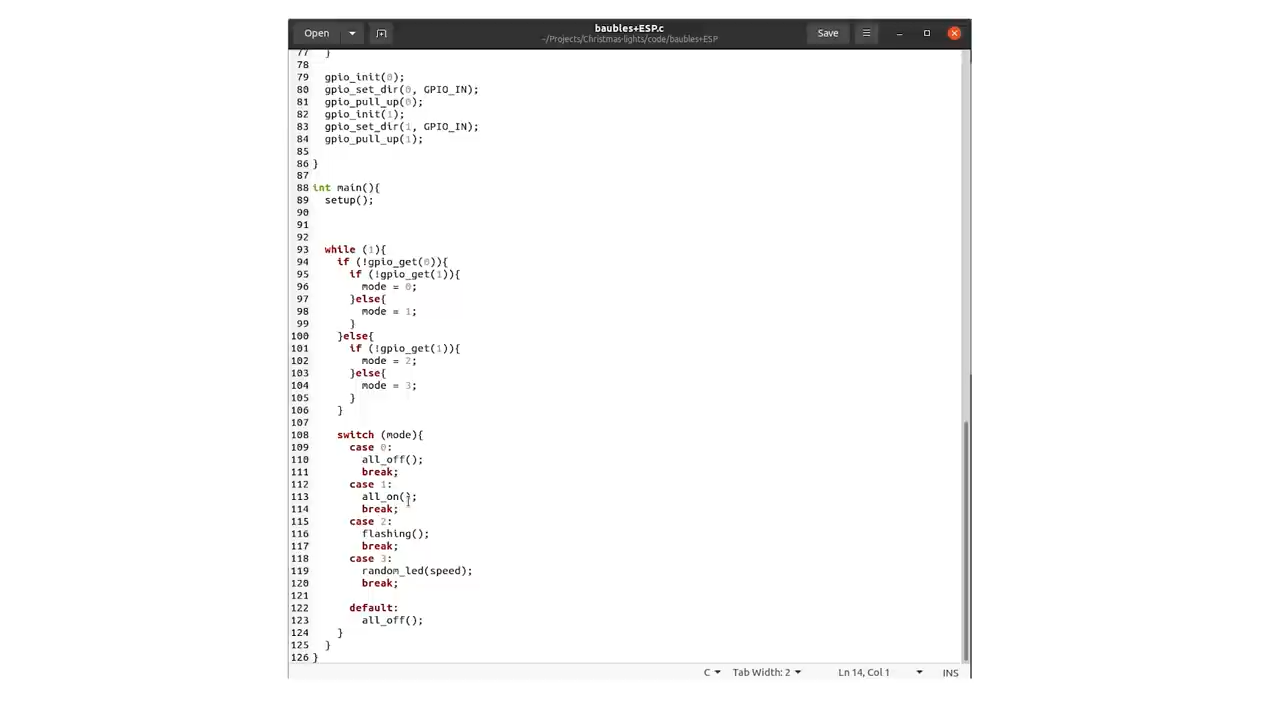 Open
baubles+ESP.c
~/Projects/Christmas-lights/code/baubles+ESP
Save
77 }
78
79 gpio_init(0);
80 gpio_set_dir(0, GPIO_IN);
81 gpio_pull_up(0);
82 gpio_init(1);
83 gpio_set_dir(1, GPIO_IN);
84 gpio_pull_up(1);
85
86 }
87
88 int main(){
89 setup();
90
91
92
93 while (1){
94 if (!gpio_get(0)){
95 if (!gpio_get(1)){
96 mode = 0;
97 }else{
98 mode = 1;
99 }
100 }else{
101 if (!gpio_get(1)){
102 mode = 2;
103 }else{
104 mode = 3;
105 }
106 }
107
108 switch (mode){
109 case 0:
110 all_off();
111 break;
112 case 1:
113 all_on();
114 break;
115 case 2:
116 flashing();
117 break;
118 case 3:
119 random_led(speed);
120 break;
121
122 default:
123 all_off();
124 }
125 }
126 }
C Tab Width: 2 Ln 14, Col 1 INS